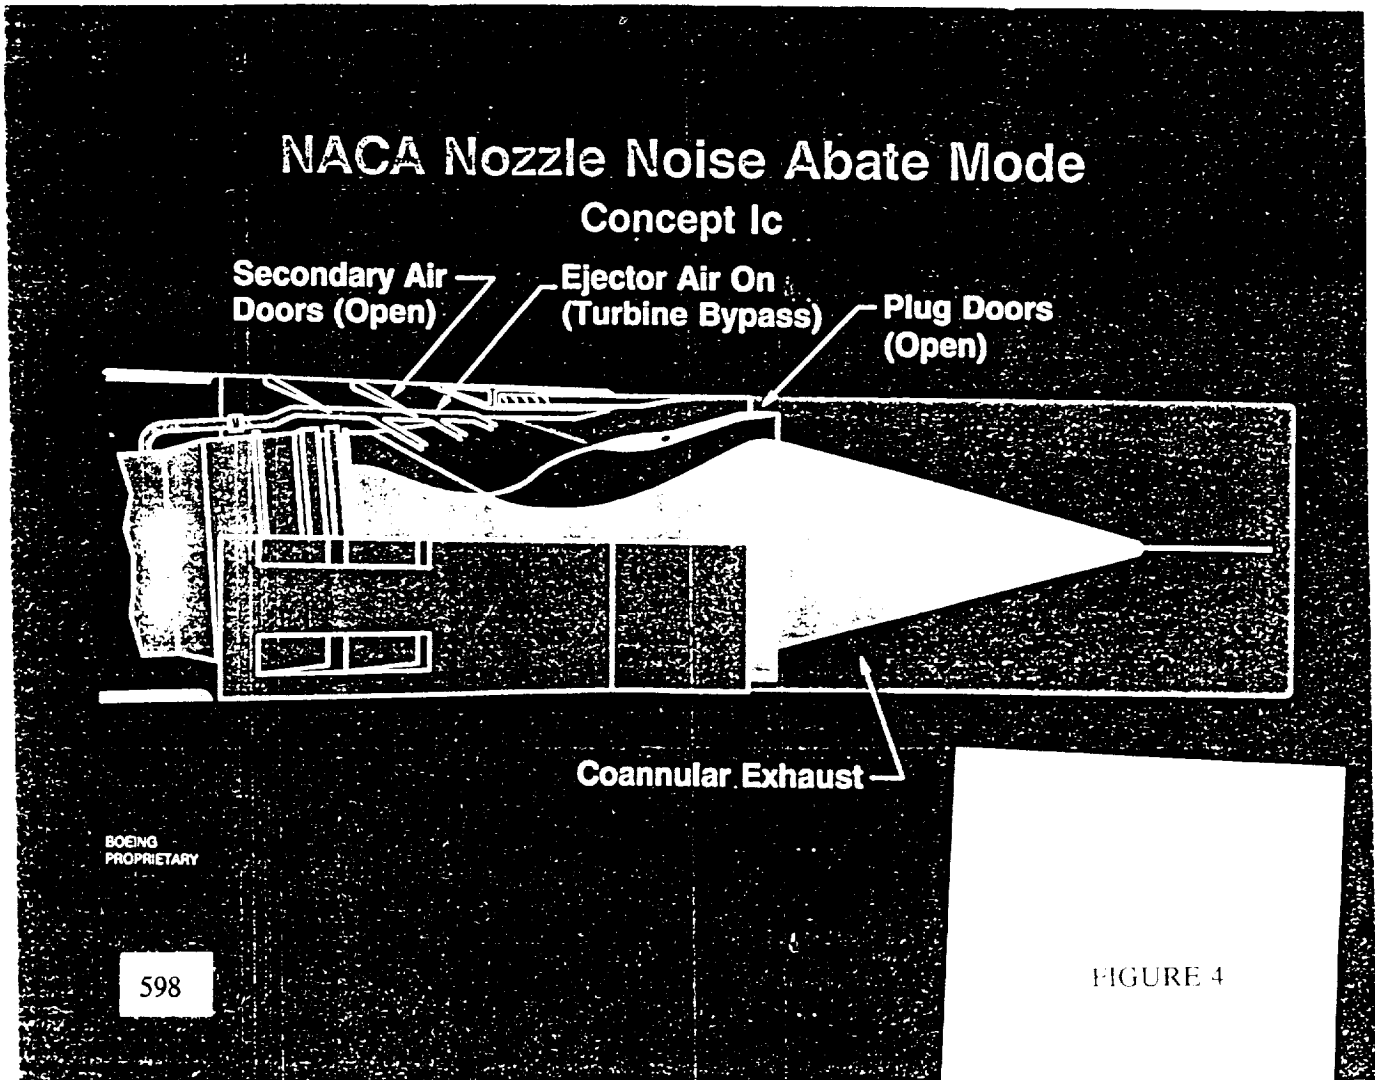 NACA Nozzle Noise Abate Mode
Concept Ic
Secondary Air
Doors (Open)
Ejector Air On
(Turbine Bypass)
Plug Doors
(Open)
Coannular Exhaust
BOEING
PROPRIETARY
598
FIGURE 4